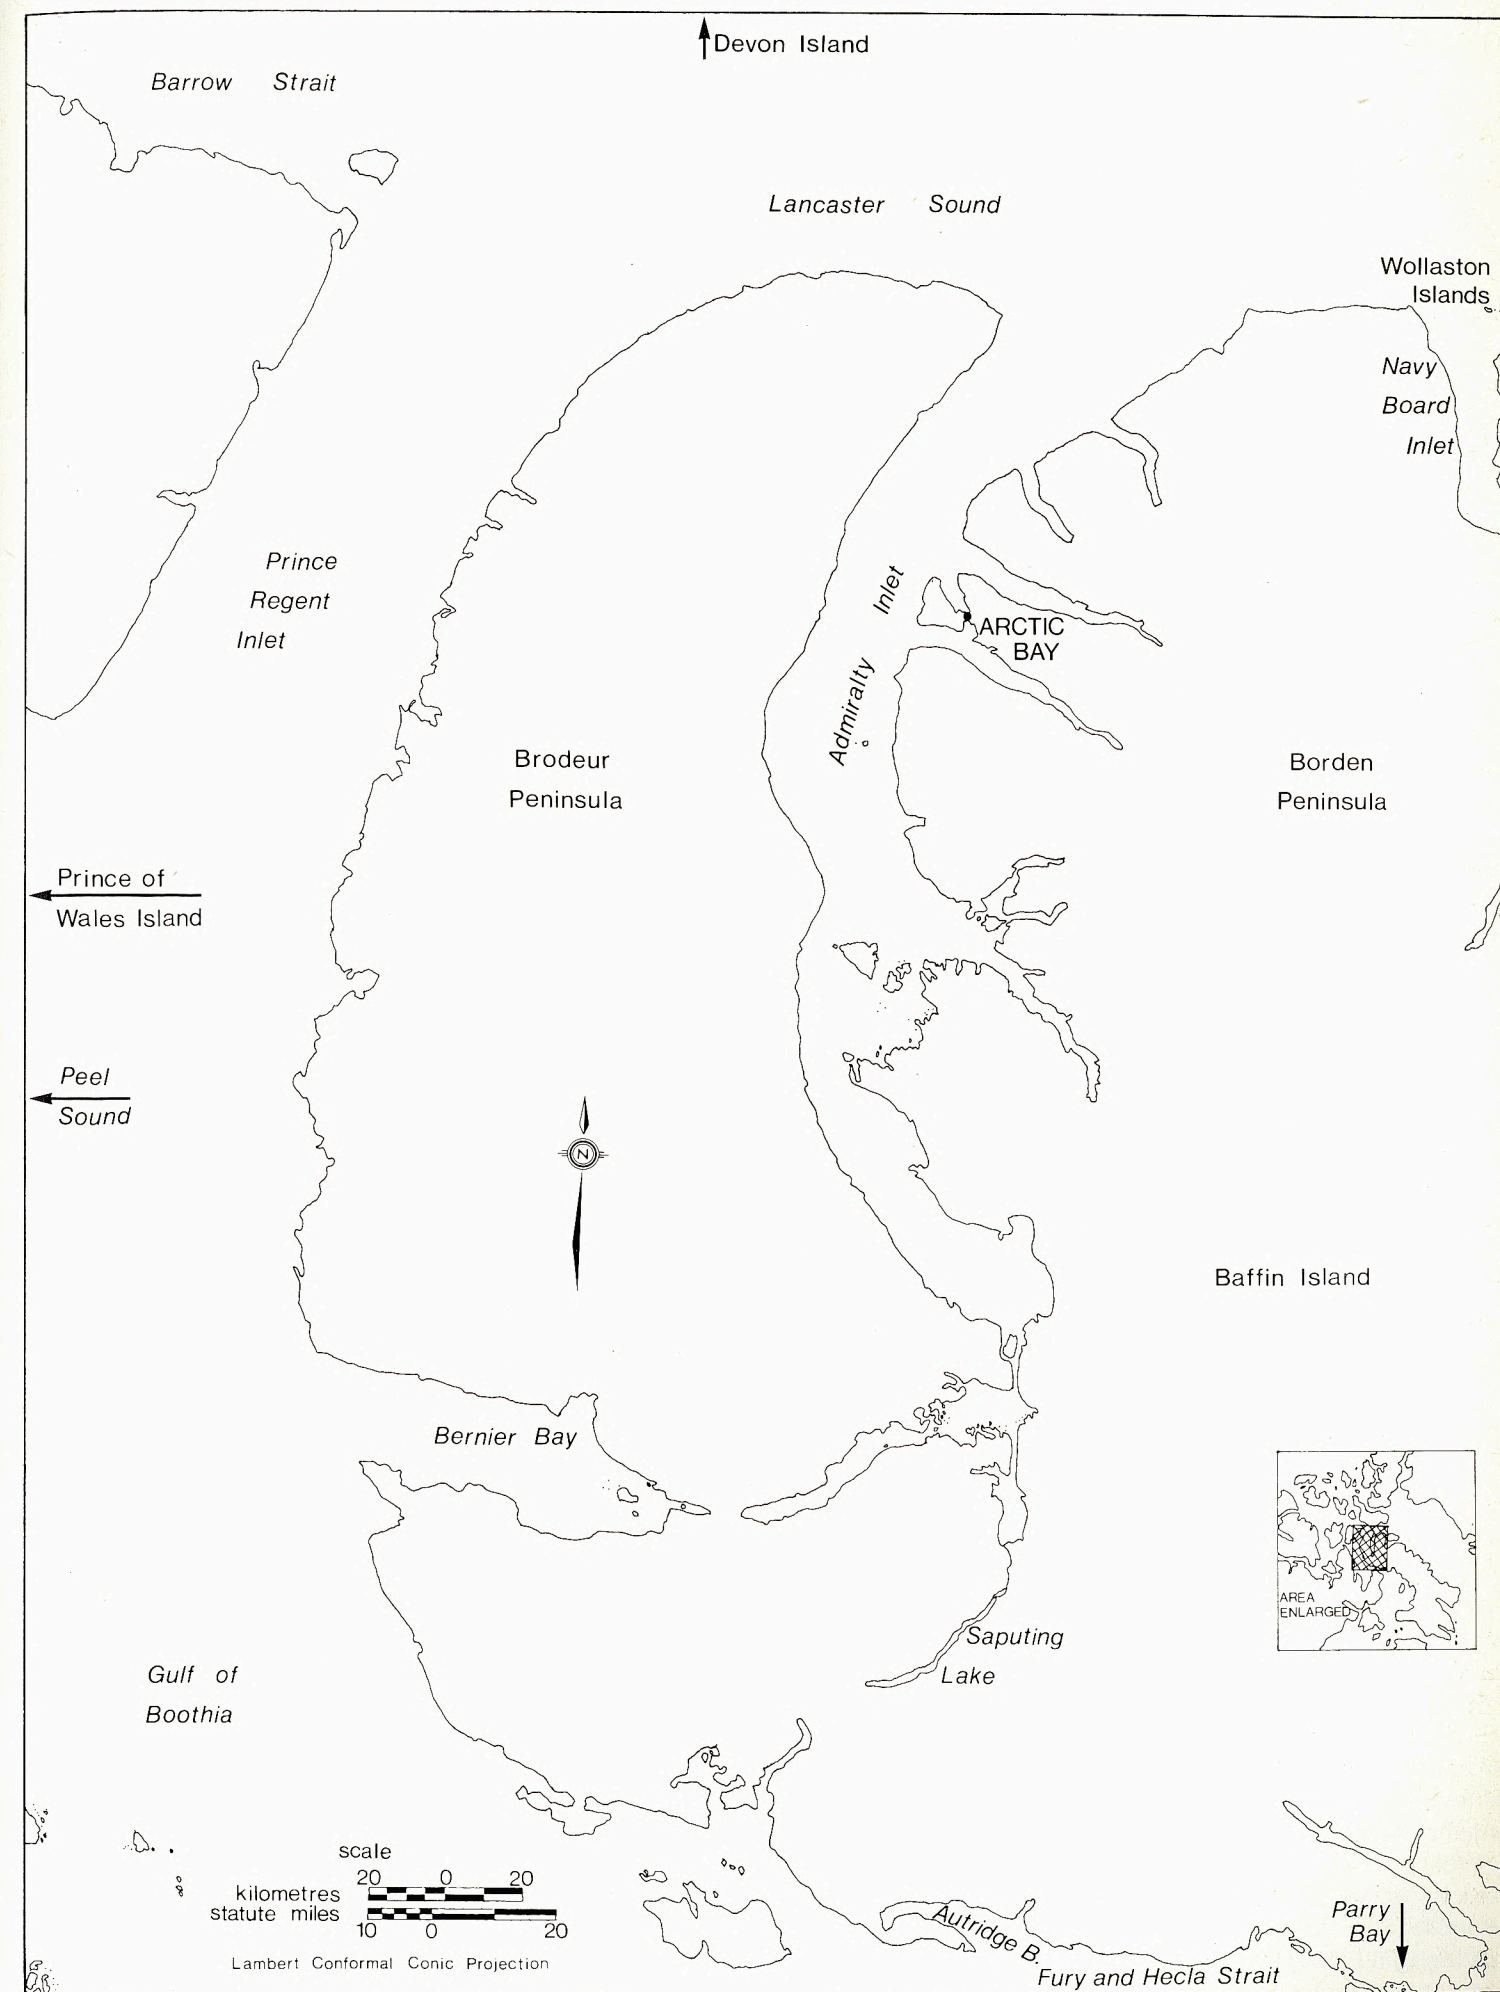 Devon Island
Barrow Strait
Lancaster Sound
Wollaston
Islands
Navy
Board
Inlet
Prince
Regent
Inlet
Admiralty Inlet
ARCTIC
BAY
Brodeur
Peninsula
Borden
Peninsula
Prince of
Wales Island
Peel
Sound
N
Baffin Island
Bernier Bay
AREA
ENLARGED
Saputing
Lake
Gulf of
Boothia
scale
20 0 20
kilometres
statute miles
10 0 20
Lambert Conformal Conic Projection
Autridge B.
Parry
Bay
Fury and Hecla Strait